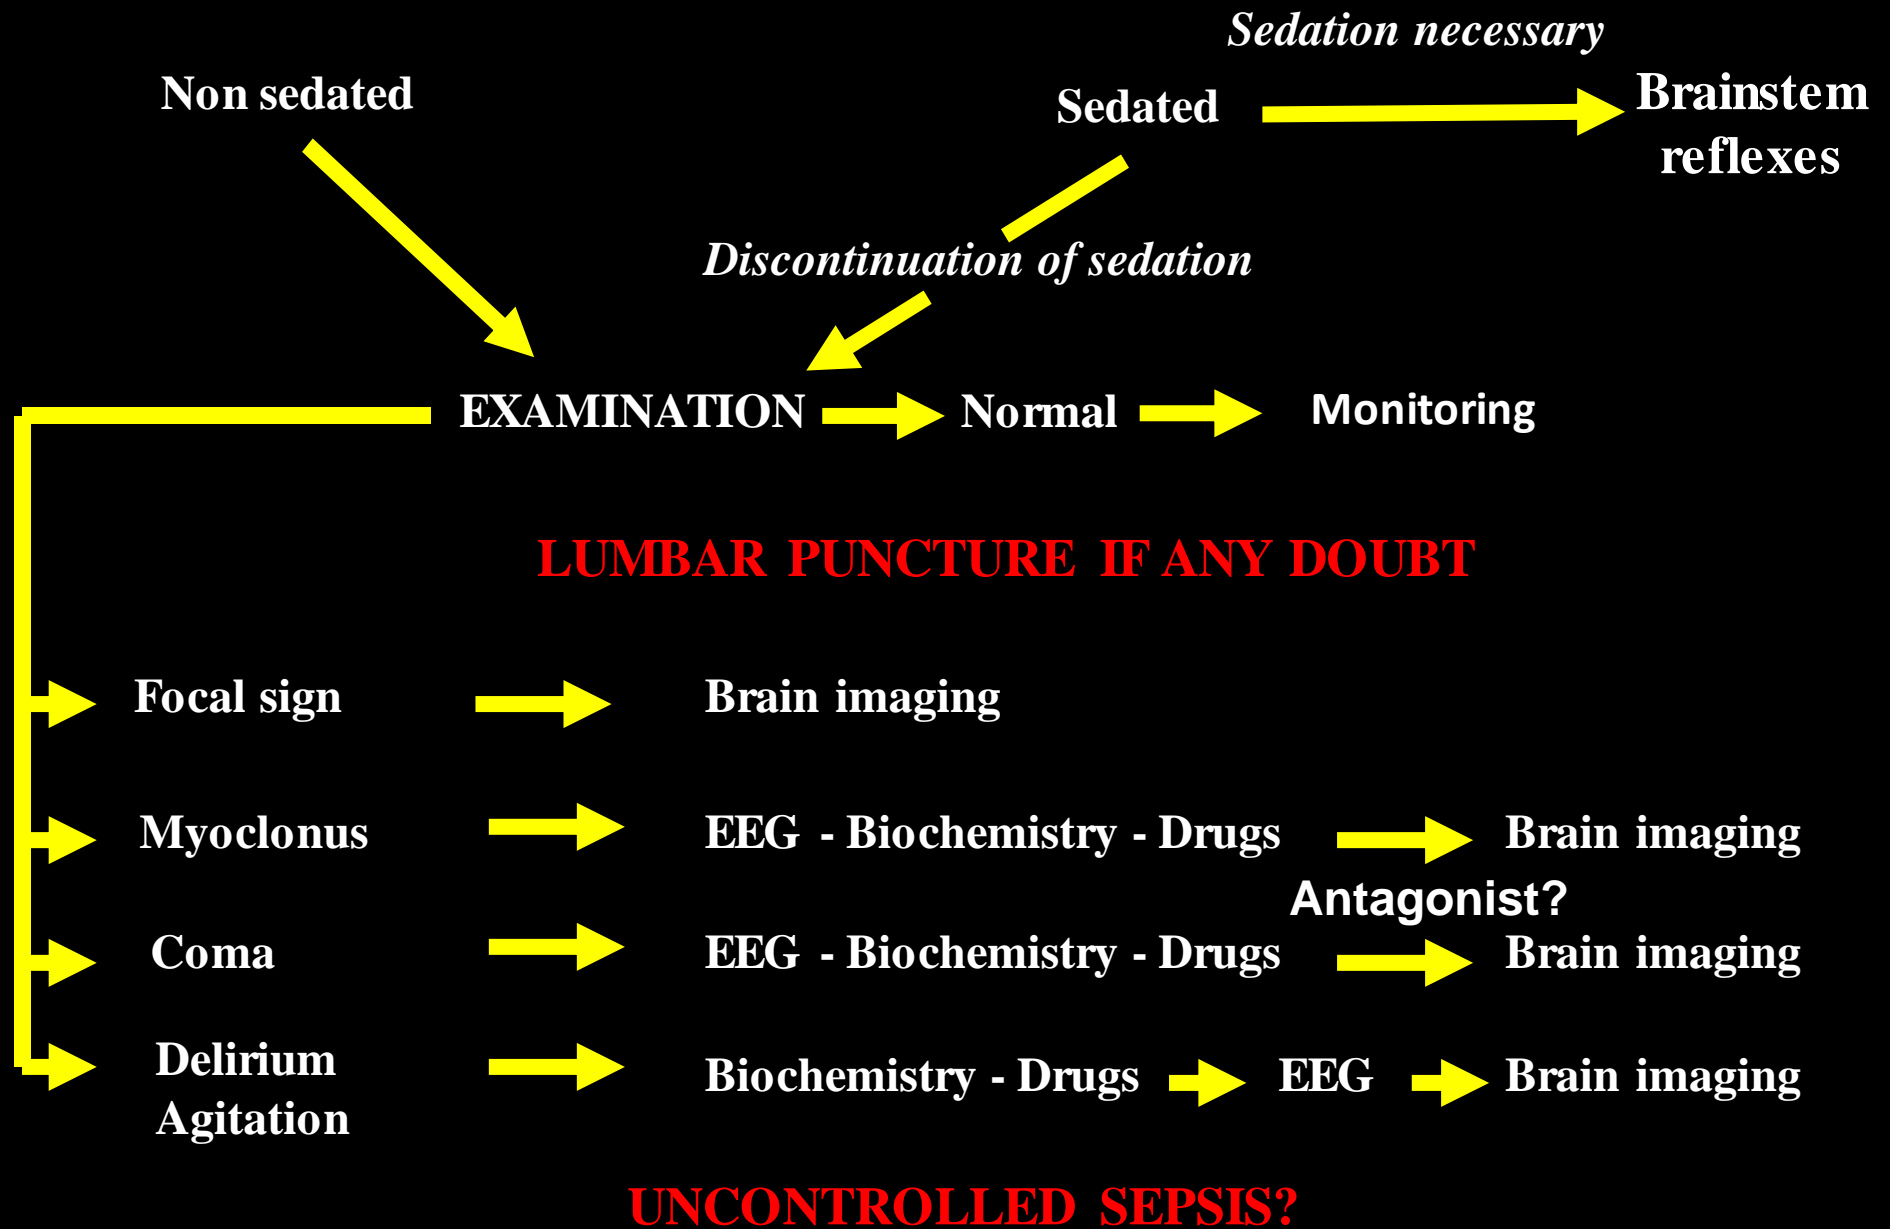 Sedation necessary
Non sedated
Sedated
Brainstem
reflexes
Discontinuation of sedation
EXAMINATION
Normal
Monitoring
LUMBAR PUNCTURE IF ANY DOUBT
Focal sign
Brain imaging
Myoclonus
EEG - Biochemistry - Drugs
Brain imaging
Antagonist?
Coma
EEG - Biochemistry - Drugs
Brain imaging
Delirium
Agitation
Biochemistry - Drugs
EEG
Brain imaging
UNCONTROLLED SEPSIS?